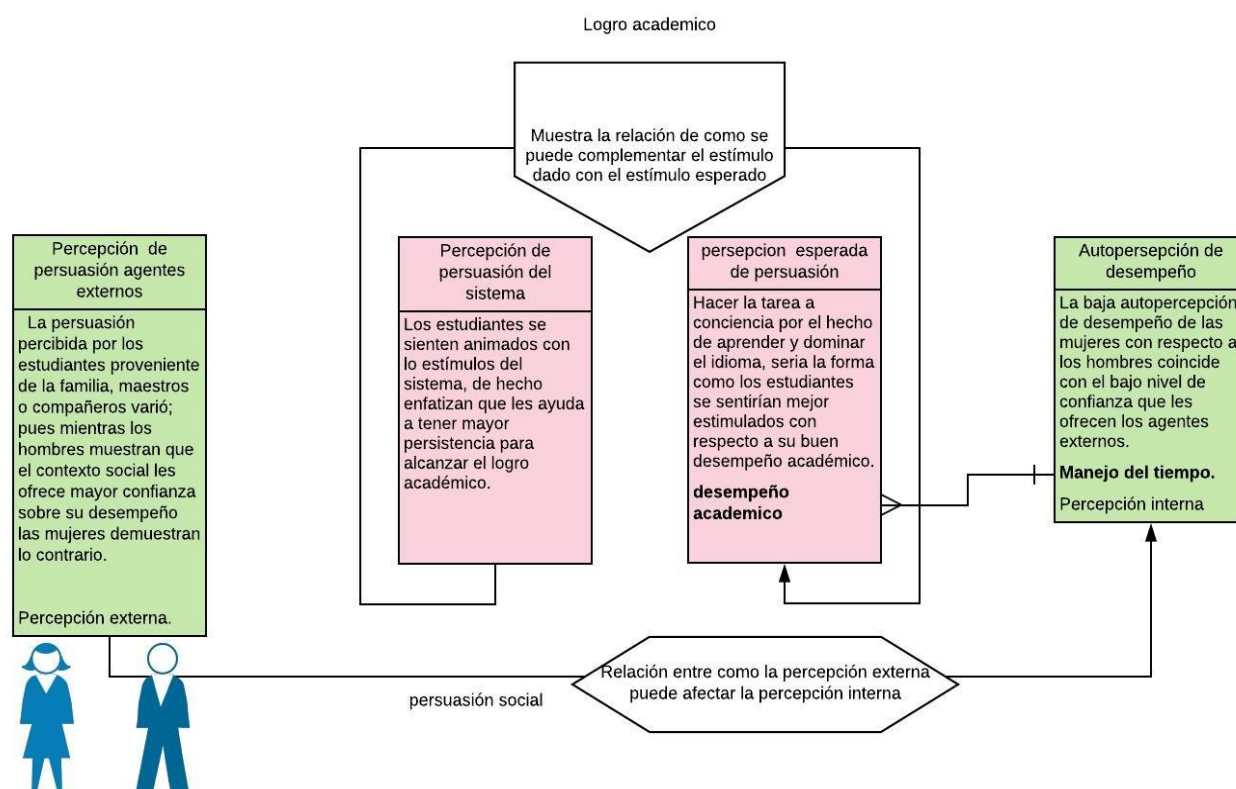 Logro academico
Muestra la relación de como se
puede complementar el estímulo
dado con el estímulo esperado
Percepción de
persuasión agentes
externos
La persuasión
percibida por los
estudiantes proveniente
de la familia, maestros
o compañeros varió;
pues mientras los
hombres muestran que
el contexto social les
ofrece mayor confianza
sobre su desempeño
las mujeres demuestran
lo contrario.
Percepción externa.
Percepción de
persuasión del
sistema
Los estudiantes se
sienten animados con
lo estímulos del
sistema, de hecho
enfatizan que les ayuda
a tener mayor
persistencia para
alcanzar el logro
académico.
persepcion esperada
de persuasión
Hacer la tarea a
conciencia por el hecho
de aprender y dominar
el idioma, seria la forma
como los estudiantes
se sentirían mejor
estimulados con
respecto a su buen
desempeño académico.
desempeño
academico
Autopersepción de
desempeño
La baja autopercepción
de desempeño de las
mujeres con respecto a
los hombres coincide
con el bajo nivel de
confianza que les
ofrecen los agentes
externos.
Manejo del tiempo.
Percepción interna
Relación entre como la percepción externa
puede afectar la percepción interna
persuasión social